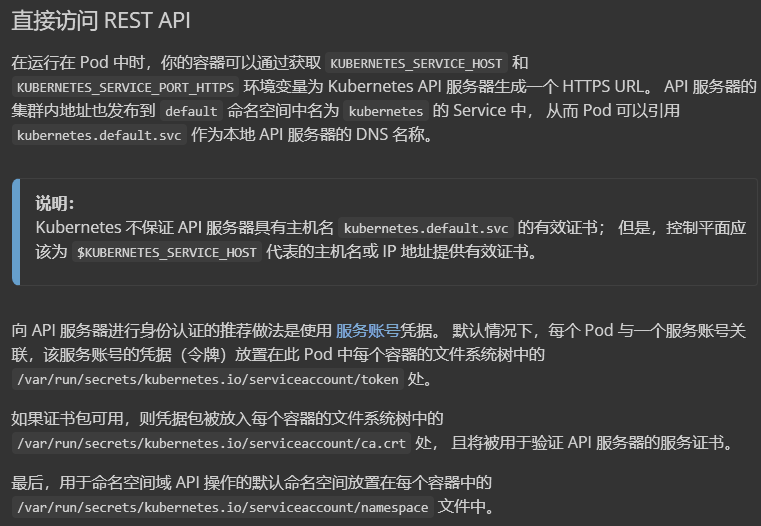 直接访问 REST API
在运行在 Pod 中时，你的容器可以通过获取 KUBERNETES_SERVICE_HOST 和
KUBERNETES_SERVICE_PORT_HTTPS 环境变量为 Kubernetes API 服务器生成一个 HTTPS URL。 API 服务器的
集群内地址也发布到 default 命名空间中名为 kubernetes 的 Service 中， 从而 Pod 可以引用
kubernetes.default.svc 作为本地 API 服务器的 DNS 名称。
说明：
Kubernetes 不保证 API 服务器具有主机名 kubernetes.default.svc 的有效证书； 但是，控制平面应
该为 $KUBERNETES_SERVICE_HOST 代表的主机名或 IP 地址提供有效证书。
向 API 服务器进行身份认证的推荐做法是使用 服务账号凭据。 默认情况下，每个 Pod 与一个服务账号关
联，该服务账号的凭据（令牌）放置在此 Pod 中每个容器的文件系统树中的
/var/run/secrets/kubernetes.io/serviceaccount/token 处。
如果证书包可用，则凭据包被放入每个容器的文件系统树中的
/var/run/secrets/kubernetes.io/serviceaccount/ca.crt 处， 且将被用于验证 API 服务器的服务证书。
最后，用于命名空间域 API 操作的默认命名空间放置在每个容器中的
/var/run/secrets/kubernetes.io/serviceaccount/namespace 文件中。